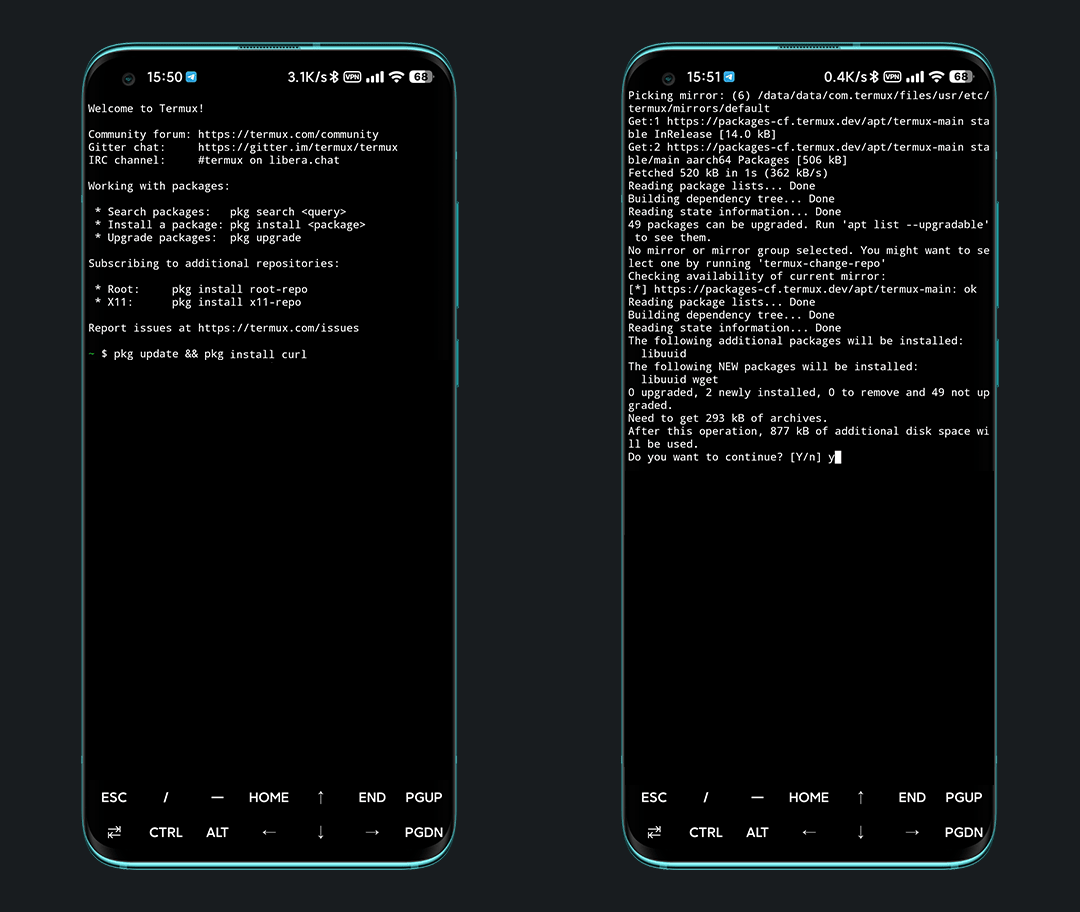 15:50 3.1K/s VPN 68
Welcome to Termux!
Community forum: https://termux.com/community
Gitter chat:     https://gitter.im/termux/termux
IRC channel:     #termux on libera.chat
Working with packages:
* Search packages:   pkg search <query>
* Install a package: pkg install <package>
* Upgrade packages:  pkg upgrade
Subscribing to additional repositories:
* Root:     pkg install root-repo
* X11:      pkg install x11-repo
Report issues at https://termux.com/issues
~ $ pkg update && pkg install curl
ESC / — HOME ↑ END PGUP
⇄ CTRL ALT ← ↓ → PGDN
15:51 0.4K/s VPN 68
Picking mirror: (6) /data/data/com.termux/files/usr/etc/
termux/mirrors/default
Get:1 https://packages-cf.termux.dev/apt/termux-main sta
ble InRelease [14.0 kB]
Get:2 https://packages-cf.termux.dev/apt/termux-main sta
ble/main aarch64 Packages [506 kB]
Fetched 520 kB in 1s (362 kB/s)
Reading package lists... Done
Building dependency tree... Done
Reading state information... Done
49 packages can be upgraded. Run 'apt list --upgradable'
to see them.
No mirror or mirror group selected. You might want to se
lect one by running 'termux-change-repo'
Checking availability of current mirror:
[*] https://packages-cf.termux.dev/apt/termux-main: ok
Reading package lists... Done
Building dependency tree... Done
Reading state information... Done
The following additional packages will be installed:
libuuid
The following NEW packages will be installed:
libuuid wget
0 upgraded, 2 newly installed, 0 to remove and 49 not up
graded.
Need to get 293 kB of archives.
After this operation, 877 kB of additional disk space wi
ll be used.
Do you want to continue? [Y/n] y
ESC / — HOME ↑ END PGUP
⇄ CTRL ALT ← ↓ → PGDN